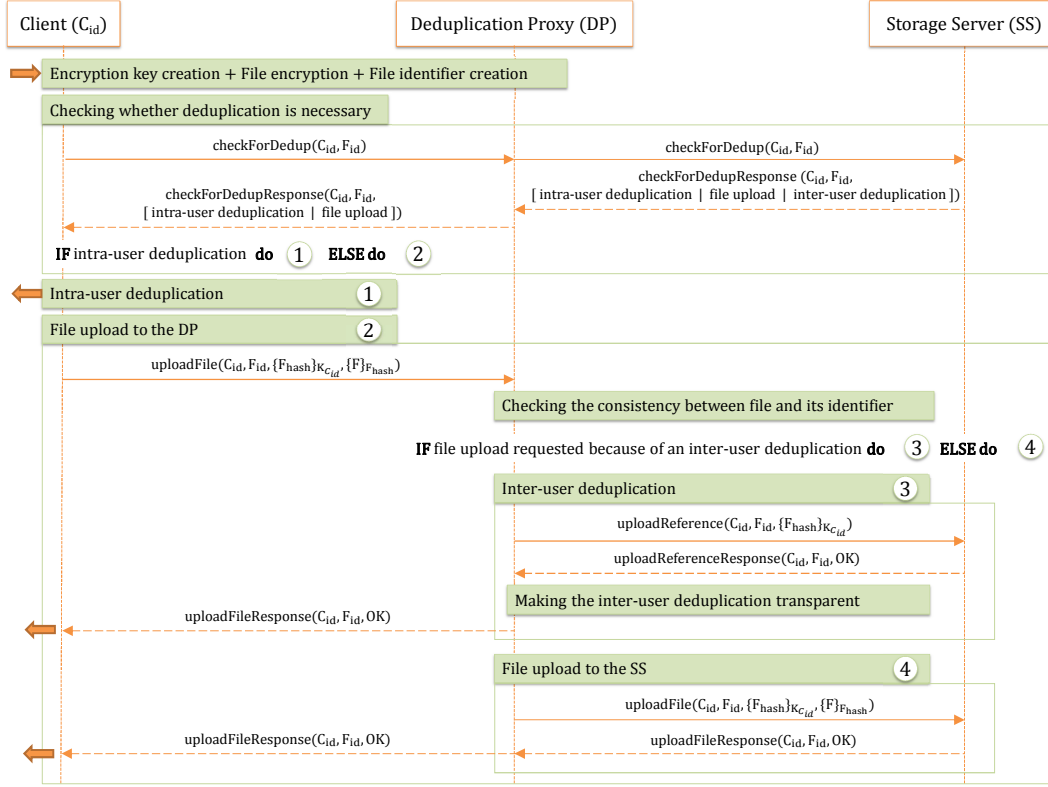 Client (C_id)
Deduplication Proxy (DP)
Storage Server (SS)
Encryption key creation + File encryption + File identifier creation
Checking whether deduplication is necessary
checkForDedup(C_id, F_id)
checkForDedup(C_id, F_id)
checkForDedupResponse(C_id, F_id,
[ intra-user deduplication | file upload ])
checkForDedupResponse (C_id, F_id,
[ intra-user deduplication | file upload | inter-user deduplication ])
IF intra-user deduplication do 1 ELSE do 2
Intra-user deduplication 1
File upload to the DP 2
uploadFile(C_id, F_id, {F_hash}_K_C_id, {F}_F_hash)
Checking the consistency between file and its identifier
IF file upload requested because of an inter-user deduplication do 3 ELSE do 4
Inter-user deduplication 3
uploadReference(C_id, F_id, {F_hash}_K_C_id)
uploadReferenceResponse(C_id, F_id, OK)
Making the inter-user deduplication transparent
uploadFileResponse(C_id, F_id, OK)
File upload to the SS 4
uploadFile(C_id, F_id, {F_hash}_K_C_id, {F}_F_hash)
uploadFileResponse(C_id, F_id, OK)
uploadFileResponse(C_id, F_id, OK)